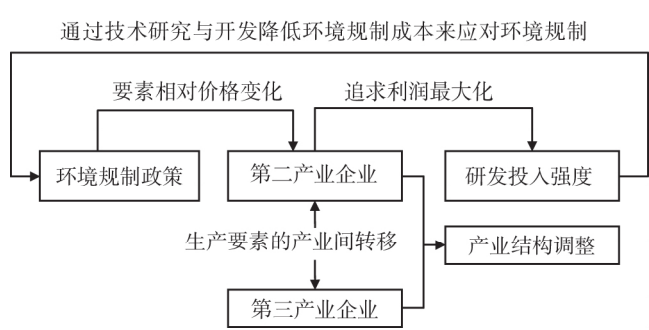 通过技术研究与开发降低环境规制成本来应对环境规制
要素相对价格变化
追求利润最大化
环境规制政策
第二产业企业
研发投入强度
生产要素的产业间转移
产业结构调整
第三产业企业